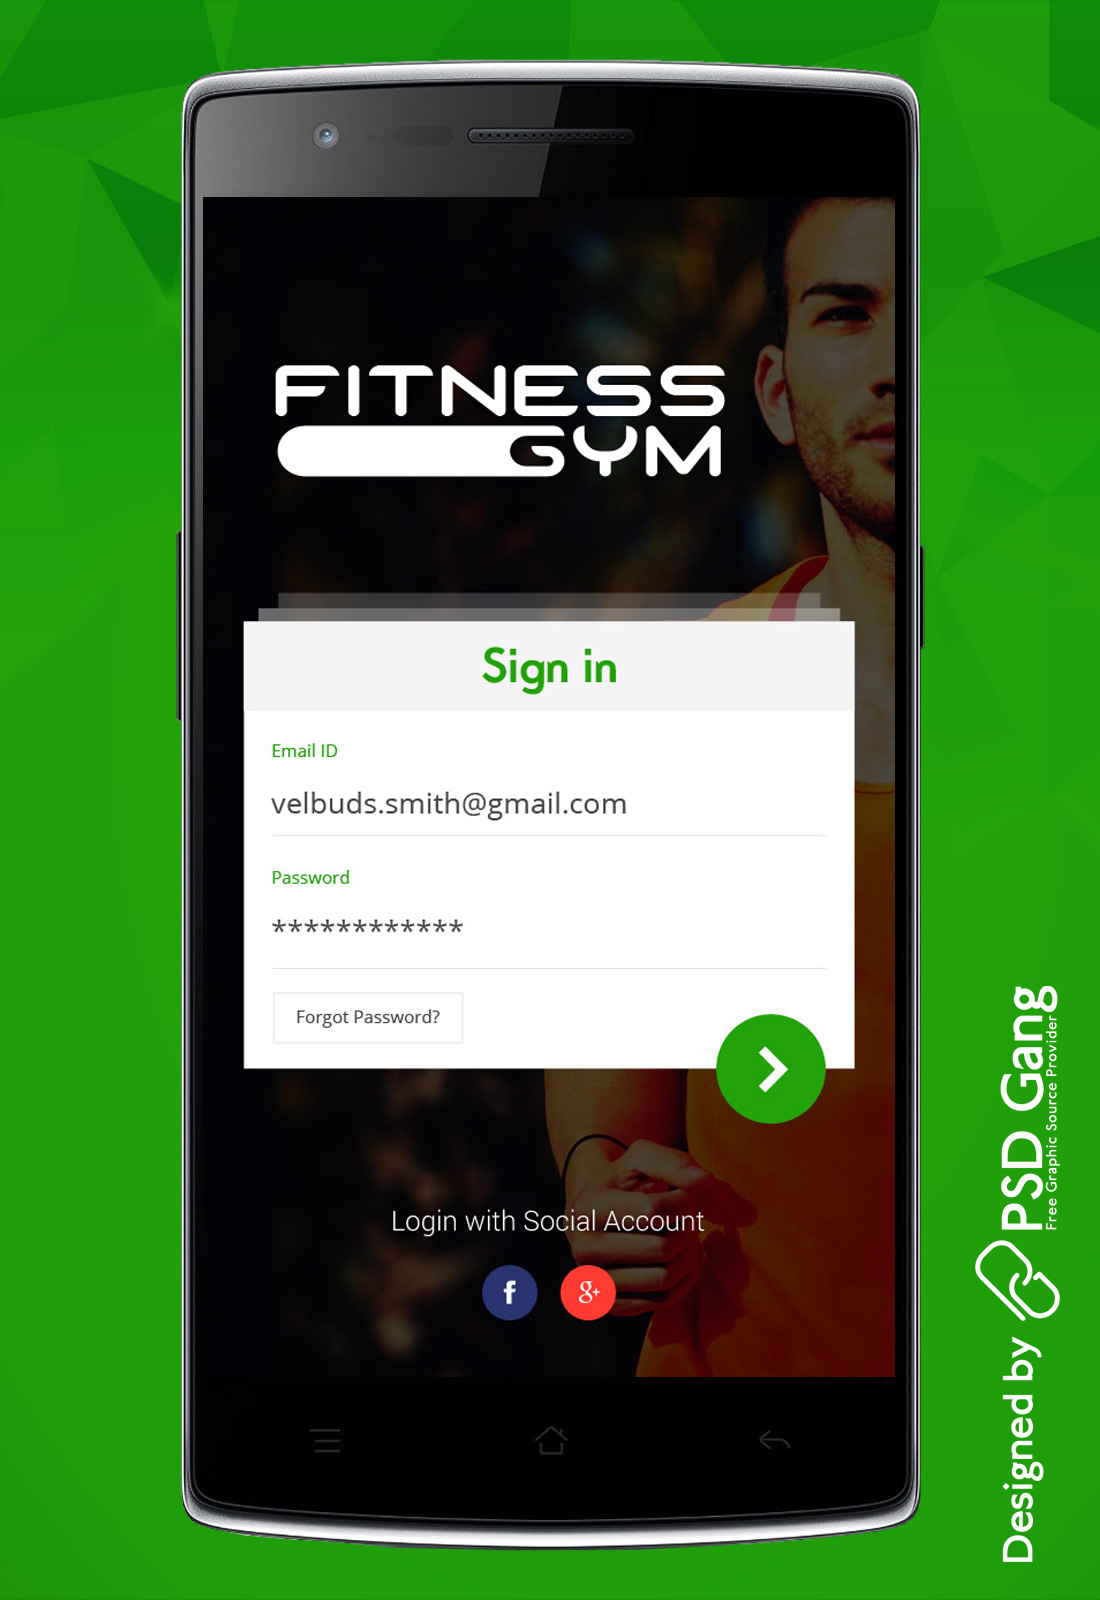 FITNESS
GYM
Sign in
Email ID
velbuds.smith@gmail.com
Password
************
Forgot Password?
Login with Social Account
f
g+
Designed by PSD Gang
Free Graphic Source Provider